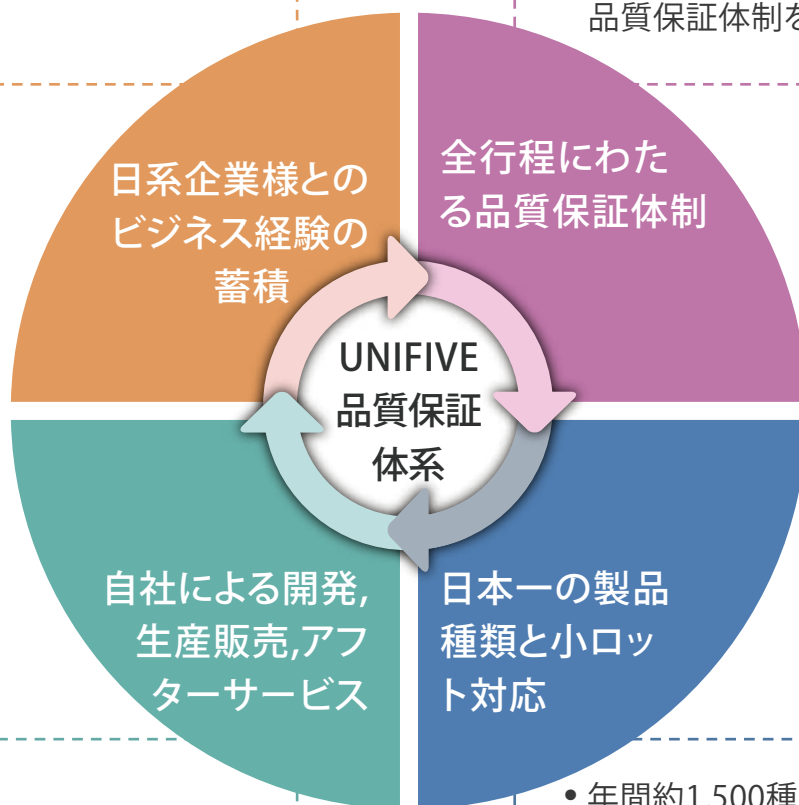 品質保証体制を
日系企業様との
ビジネス経験の
蓄積
全行程にわた
る品質保証体制
UNIFIVE
品質保証
体系
自社による開発,
生産販売,アフ
ターサービス
日本一の製品
種類と小ロッ
ト対応
• 年間約1,500種